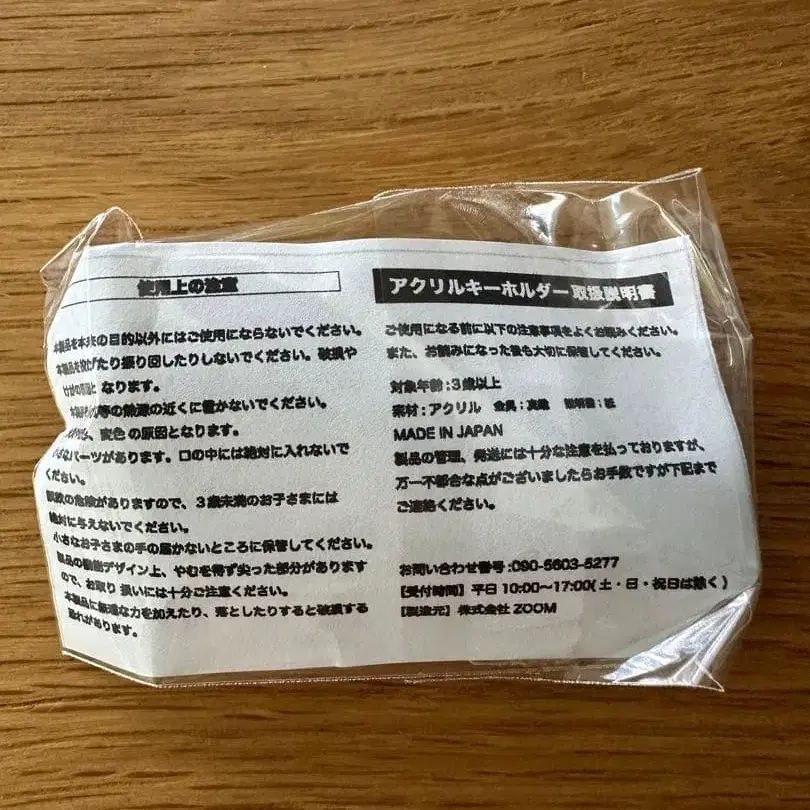 使用上の注意
本製品を本来の目的以外にはご使用にならないでください。
本製品を投げたり振り回したりしないでください。破損や
けがの原因と なります。
等の熱源の近くに置かないでください。
変色 の原因となります。
パーツがあります。口の中には絶対に入れないで
ください。
の危険がありますので、3歳未満のお子さまには
絶対に与えないでください。
小さなお子さまの手の届かないところに保管してください。
製品の機能デザイン上、やむを得ず尖った部分があります
ので、お取り 扱いには十分ご注意ください。
本製品に無理な力を加えたり、落としたりすると破損する
恐れがあります。
アクリルキーホルダー取扱説明書
ご使用になる前に以下の注意事項をよくお読みください。
また、お読みになった後も大切に保管してください。
対象年齢:3歳以上
素材:アクリル 金具:真鍮 説明書:紙
MADE IN JAPAN
製品の管理、発送には十分な注意を払っておりますが、
万一不都合な点がございましたらお手数ですが下記まで
ご連絡ください。
お問い合わせ番号:090-5603-5277
【受付時間】平日 10:00〜17:00(土・日・祝日は除く)
【製造元】株式会社 ZOOM